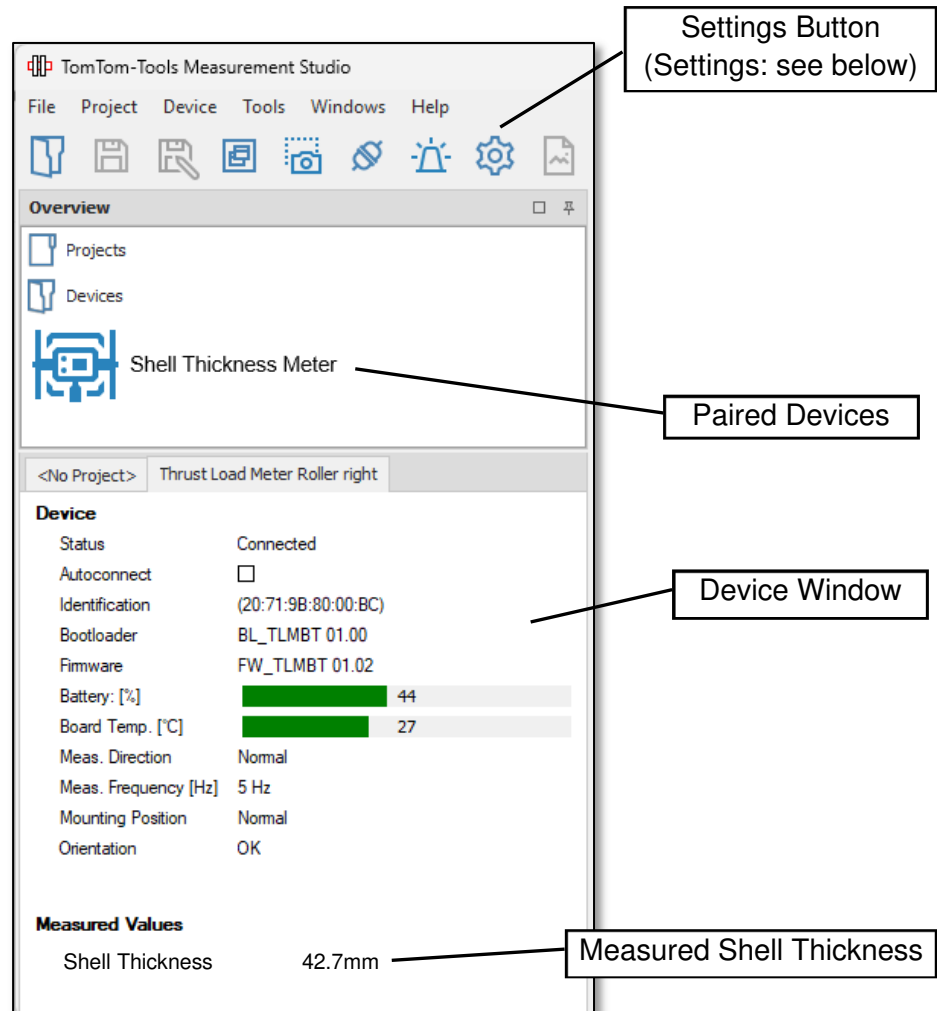 Settings Button
(Settings: see below)
TomTom-Tools Measurement Studio
File Project Device Tools Windows Help
Overview
Projects
Devices
Shell Thickness Meter
Paired Devices
<No Project> Thrust Load Meter Roller right
Device
Status Connected
Autoconnect
Identification (20:71:9B:80:00:BC)
Device Window
Bootloader BL_TLMBT 01.00
Firmware FW_TLMBT 01.02
Battery: [%] 44
Board Temp. [°C] 27
Meas. Direction Normal
Meas. Frequency [Hz] 5 Hz
Mounting Position Normal
Orientation OK
Measured Values
Shell Thickness 42.7mm
Measured Shell Thickness